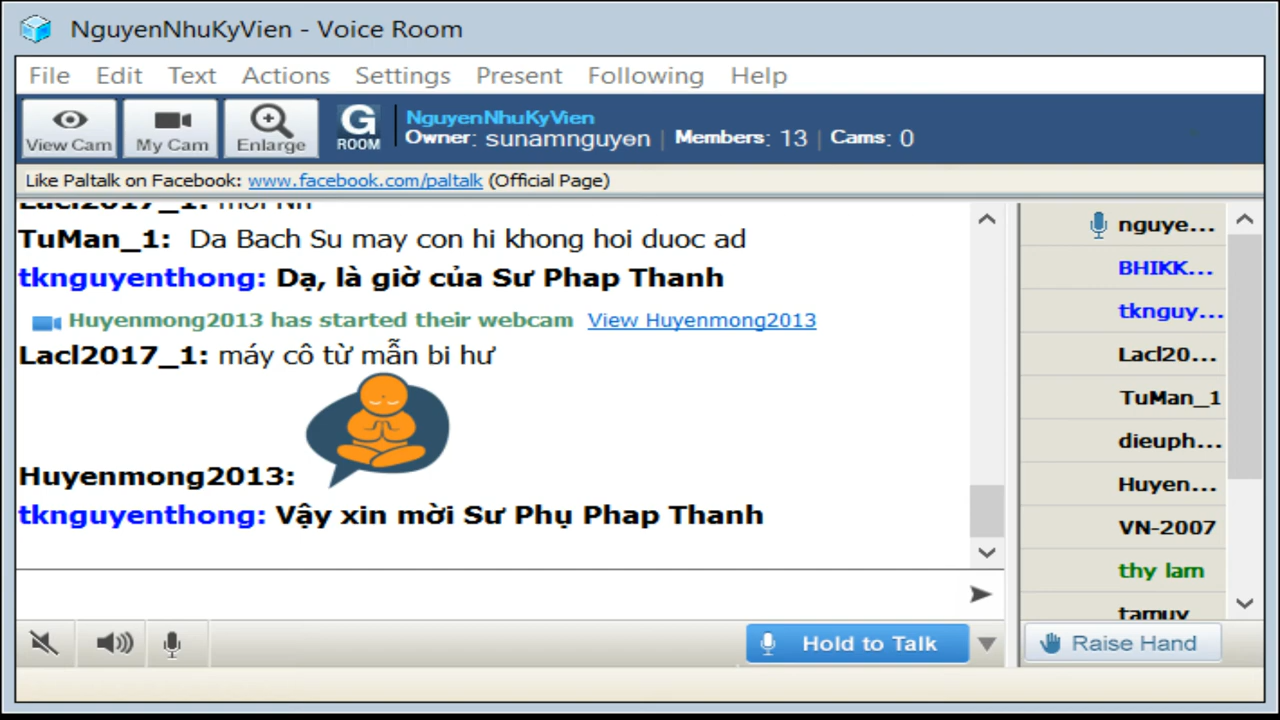 NguyenNhuKyVien - Voice Room
File Edit Text Actions Settings Present Following Help
View Cam My Cam Enlarge G ROOM
NguyenNhuKyVien
Owner: sunamnguyen | Members: 13 | Cams: 0
Like Paltalk on Facebook: www.facebook.com/paltalk (Official Page)
Lacl2017_1:
TuMan_1: Da Bach Su may con hi khong hoi duoc ad
tknguyenthong: Dạ, là giờ của Sư Phap Thanh
Huyenmong2013 has started their webcam View Huyenmong2013
Lacl2017_1: máy cô từ mẫn bi hư
Huyenmong2013:
tknguyenthong: Vậy xin mời Sư Phụ Phap Thanh
nguye...
BHIKK...
tknguy...
Lacl20...
TuMan_1
dieuph...
Huyen...
VN-2007
thy lam
tamuy
Hold to Talk
Raise Hand